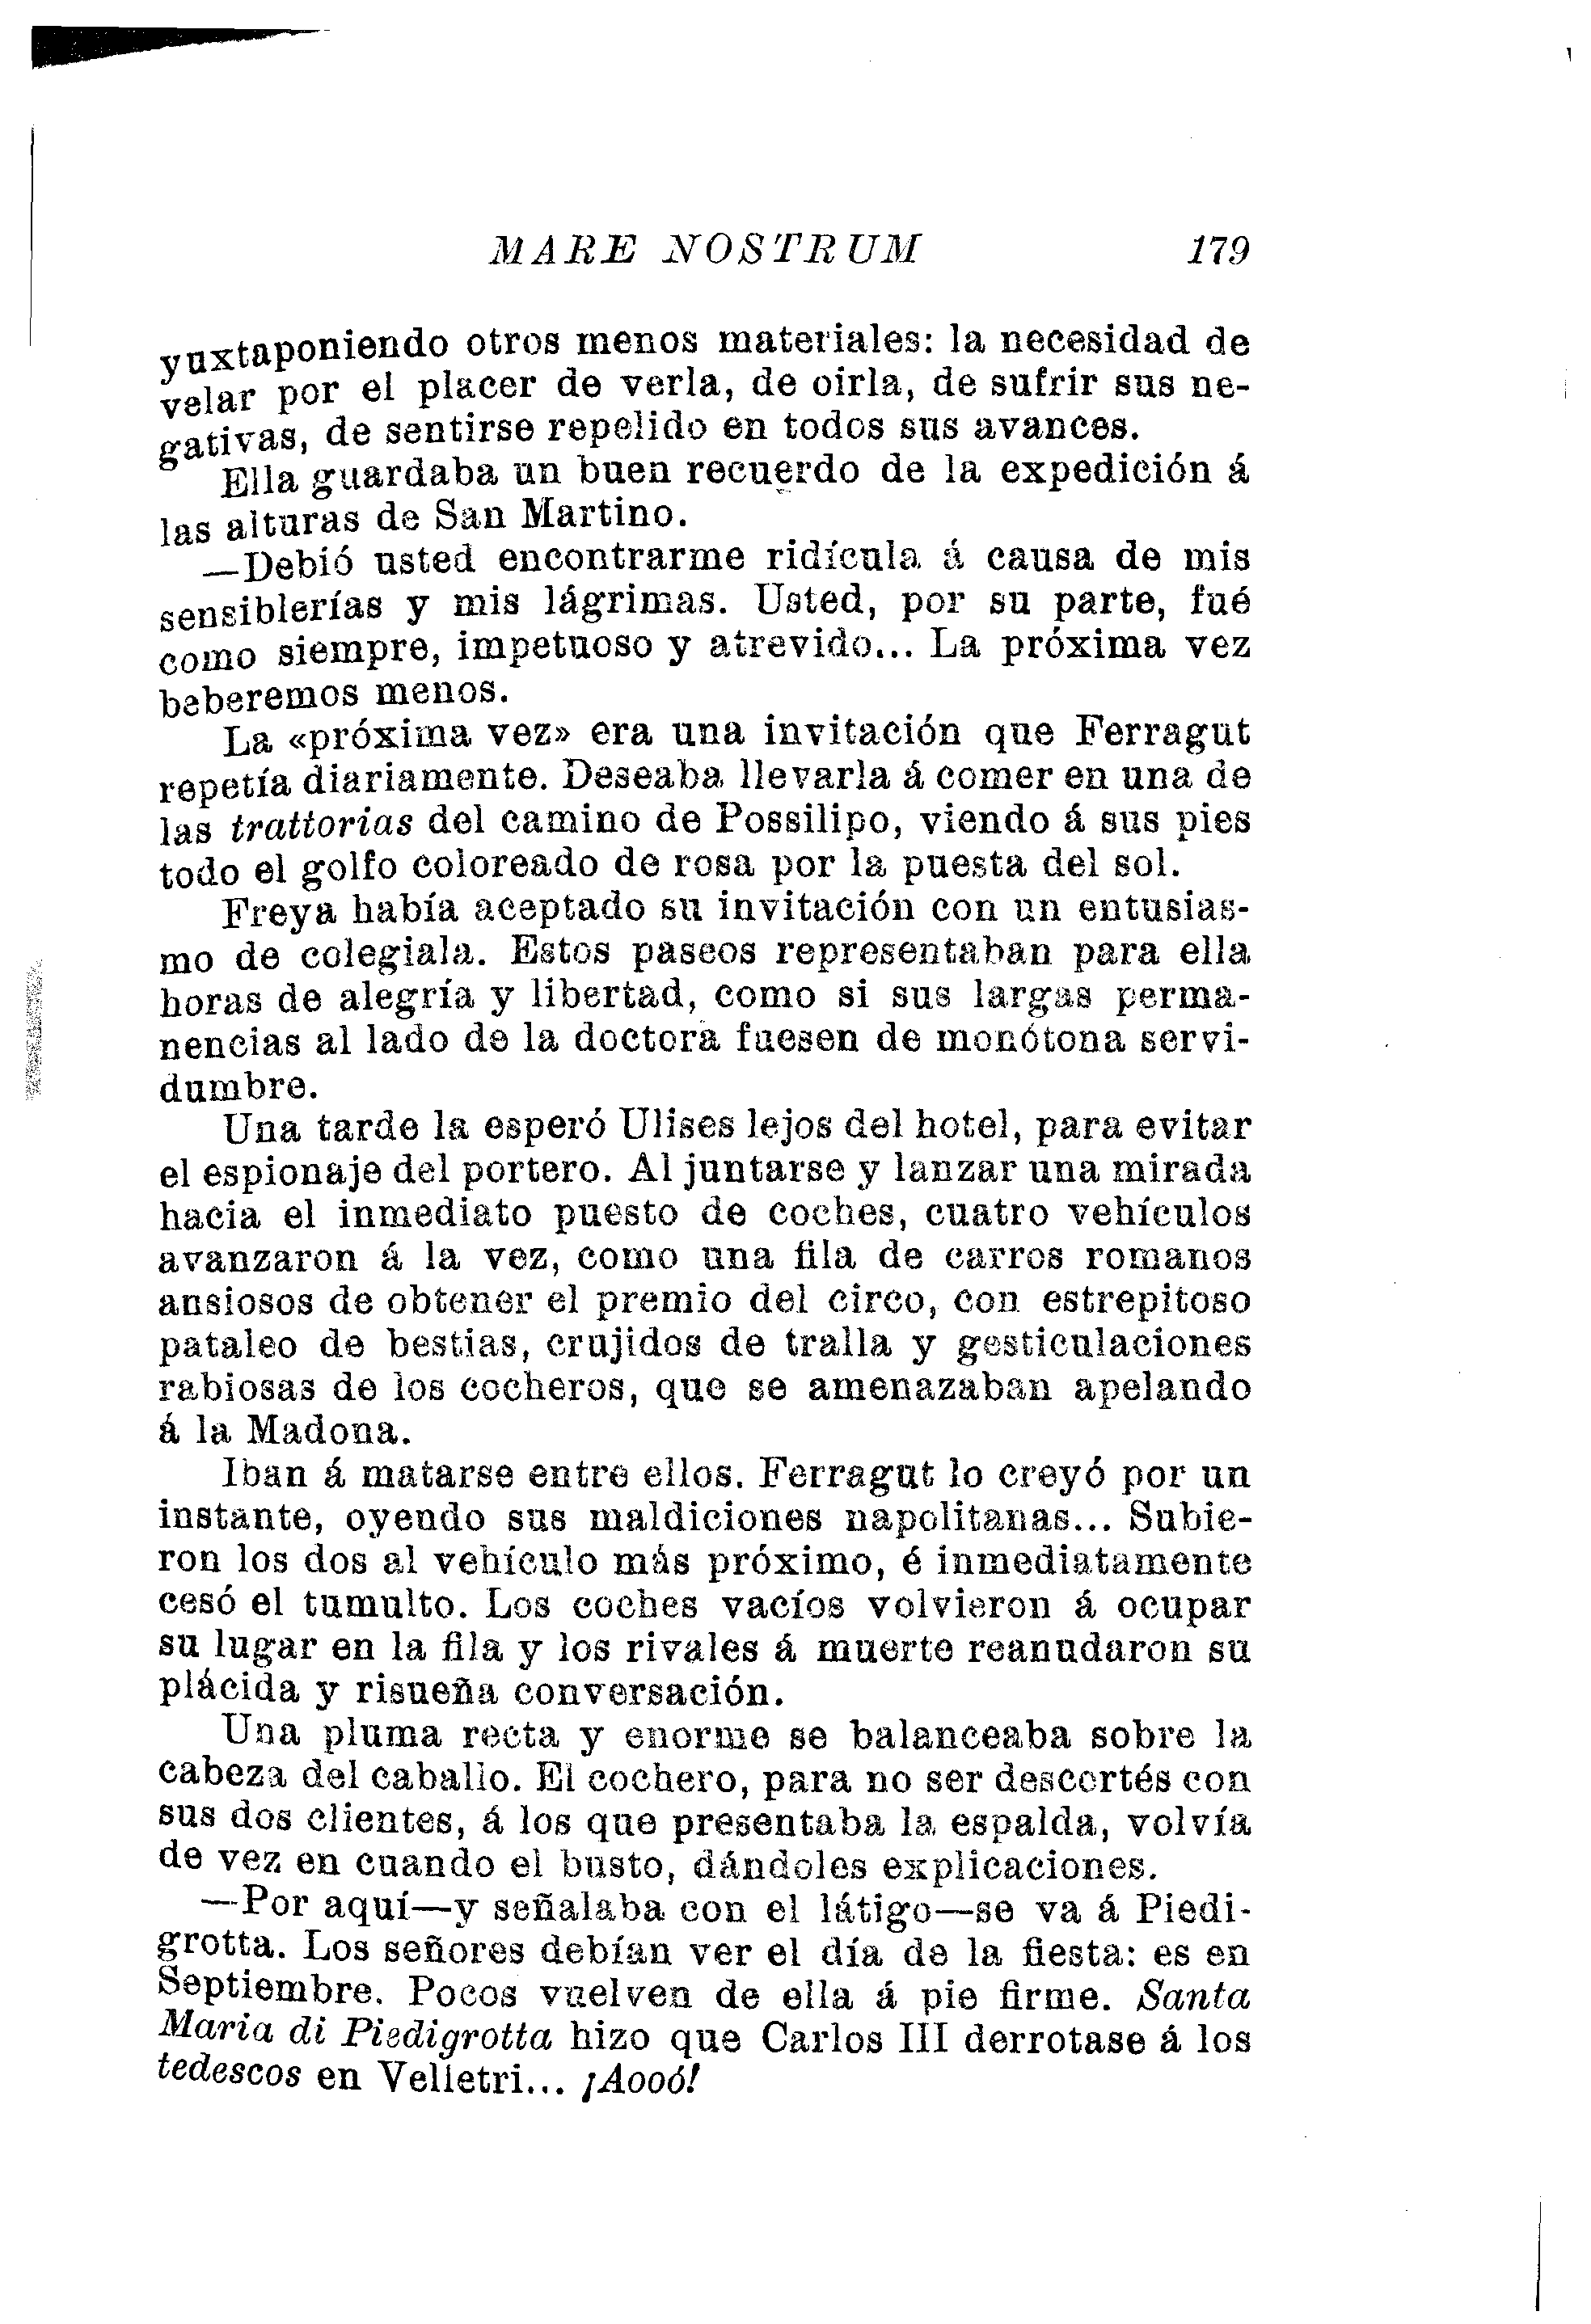 MARE NOSTRUM 179
yuxtaponiendo otros menos materiales: la necesidad de
velar por el placer de verla, de oirla, de sufrir sus ne-
gativas, de sentirse repelido en todos sus avances.
Ella guardaba un buen recuerdo de la expedición á
las alturas de San Martino.
—Debió usted encontrarme ridícula á causa de mis
sensiblerías y mis lágrimas. Usted, por su parte, fué
como siempre, impetuoso y atrevido... La próxima vez
beberemos menos.
La «próxima vez» era una invitación que Ferragut
repetía diariamente. Deseaba llevarla á comer en una de
las trattorias del camino de Possilipo, viendo á sus pies
todo el golfo coloreado de rosa por la puesta del sol.
Freya había aceptado su invitación con un entusias-
mo de colegiala. Estos paseos representaban para ella
horas de alegría y libertad, como si sus largas perma-
nencias al lado de la doctora fuesen de monótona servi-
dumbre.
Una tarde la esperó Ulises lejos del hotel, para evitar
el espionaje del portero. Al juntarse y lanzar una mirada
hacia el inmediato puesto de coches, cuatro vehículos
avanzaron á la vez, como una fila de carros romanos
ansiosos de obtener el premio del circo, con estrepitoso
pataleo de bestias, crujidos de tralla y gesticulaciones
rabiosas de los cocheros, que se amenazaban apelando
á la Madona.
Iban á matarse entre ellos. Ferragut lo creyó por un
instante, oyendo sus maldiciones napolitanas... Subie-
ron los dos al vehículo más próximo, é inmediatamente
cesó el tumulto. Los coches vacíos volvieron á ocupar
su lugar en la fila y los rivales á muerte reanudaron su
plácida y risueña conversación.
Una pluma recta y enorme se balanceaba sobre la
cabeza del caballo. El cochero, para no ser descortés con
sus dos clientes, á los que presentaba la espalda, volvía
de vez en cuando el busto, dándoles explicaciones.
—Por aquí—y señalaba con el látigo—se va á Piedi-
grotta. Los señores debían ver el día de la fiesta: es en
Septiembre. Pocos vuelven de ella á pie firme. Santa
Maria di Piedigrotta hizo que Carlos III derrotase á los
tedescos en Velletri... ¡Aooó!